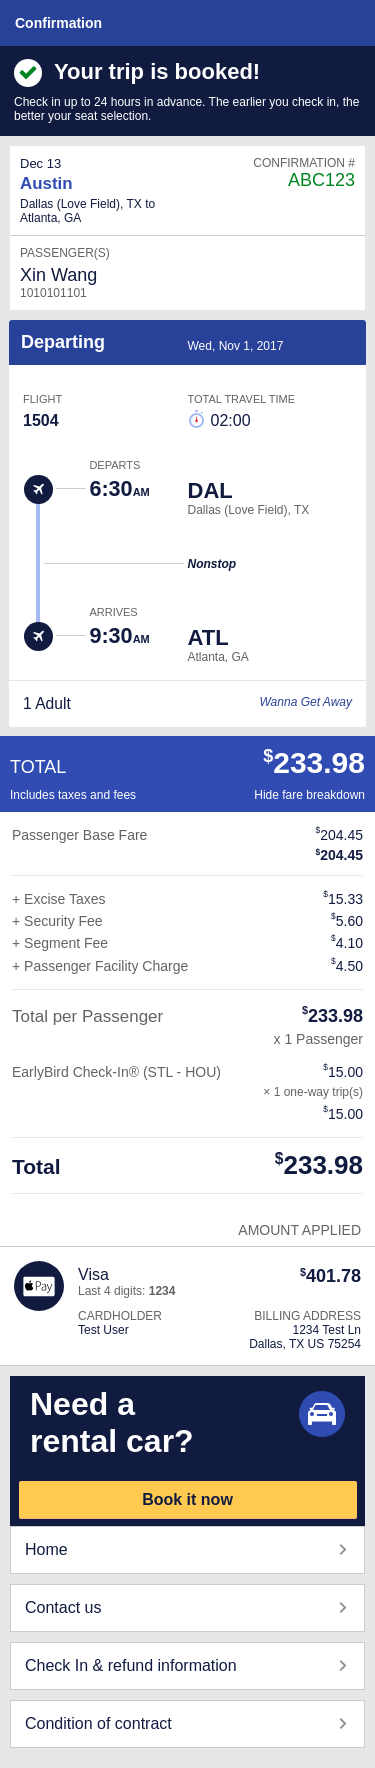 Confirmation
Your trip is booked!
Check in up to 24 hours in advance. The earlier you check in, the
better your seat selection.
Dec 13
CONFIRMATION #
Austin
ABC123
Dallas (Love Field), TX to
Atlanta, GA
PASSENGER(S)
Xin Wang
1010101101
Departing
Wed, Nov 1, 2017
FLIGHT
TOTAL TRAVEL TIME
1504
02:00
DEPARTS
6:30AM
DAL
Dallas (Love Field), TX
Nonstop
ARRIVES
9:30AM
ATL
Atlanta, GA
1 Adult
Wanna Get Away
TOTAL
$233.98
Includes taxes and fees
Hide fare breakdown
Passenger Base Fare
$204.45
$204.45
+ Excise Taxes
$15.33
+ Security Fee
$5.60
+ Segment Fee
$4.10
+ Passenger Facility Charge
$4.50
Total per Passenger
$233.98
x 1 Passenger
EarlyBird Check-In® (STL - HOU)
$15.00
× 1 one-way trip(s)
$15.00
Total
$233.98
AMOUNT APPLIED
Pay
Visa
$401.78
Last 4 digits: 1234
CARDHOLDER
BILLING ADDRESS
Test User
1234 Test Ln
Dallas, TX US 75254
Need a
rental car?
Book it now
Home
Contact us
Check In & refund information
Condition of contract